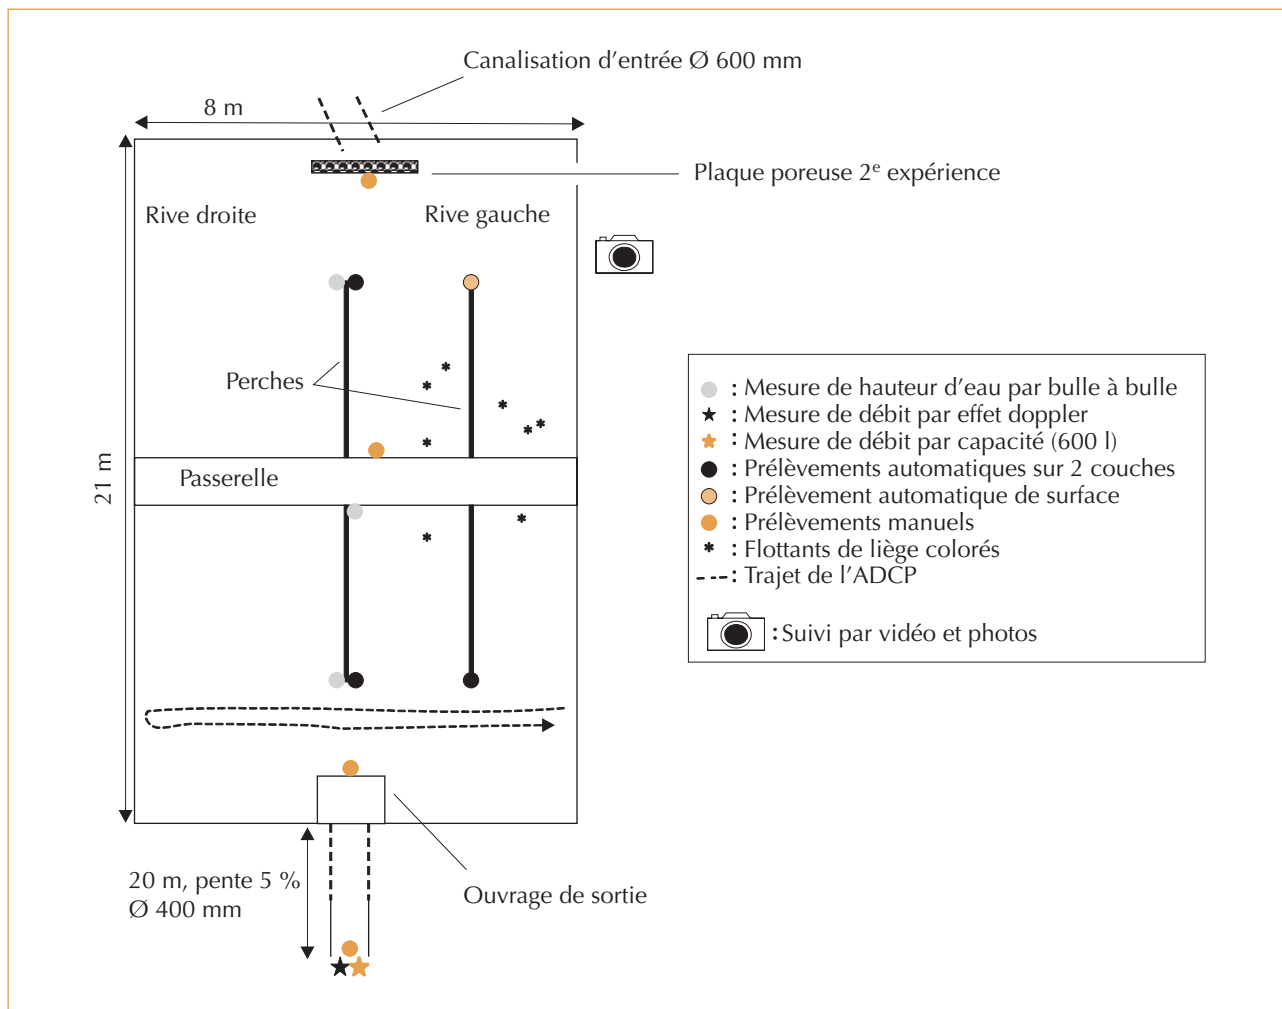 Canalisation d'entrée Ø 600 mm
8 m
Plaque poreuse 2e expérience
Rive droite
Rive gauche
Perches
21 m
Passerelle
: Mesure de hauteur d'eau par bulle à bulle
: Mesure de débit par effet doppler
: Mesure de débit par capacité (600 l)
: Prélèvements automatiques sur 2 couches
: Prélèvement automatique de surface
: Prélèvements manuels
: Flottants de liège colorés
: Trajet de l'ADCP
: Suivi par vidéo et photos
20 m, pente 5 %
Ø 400 mm
Ouvrage de sortie